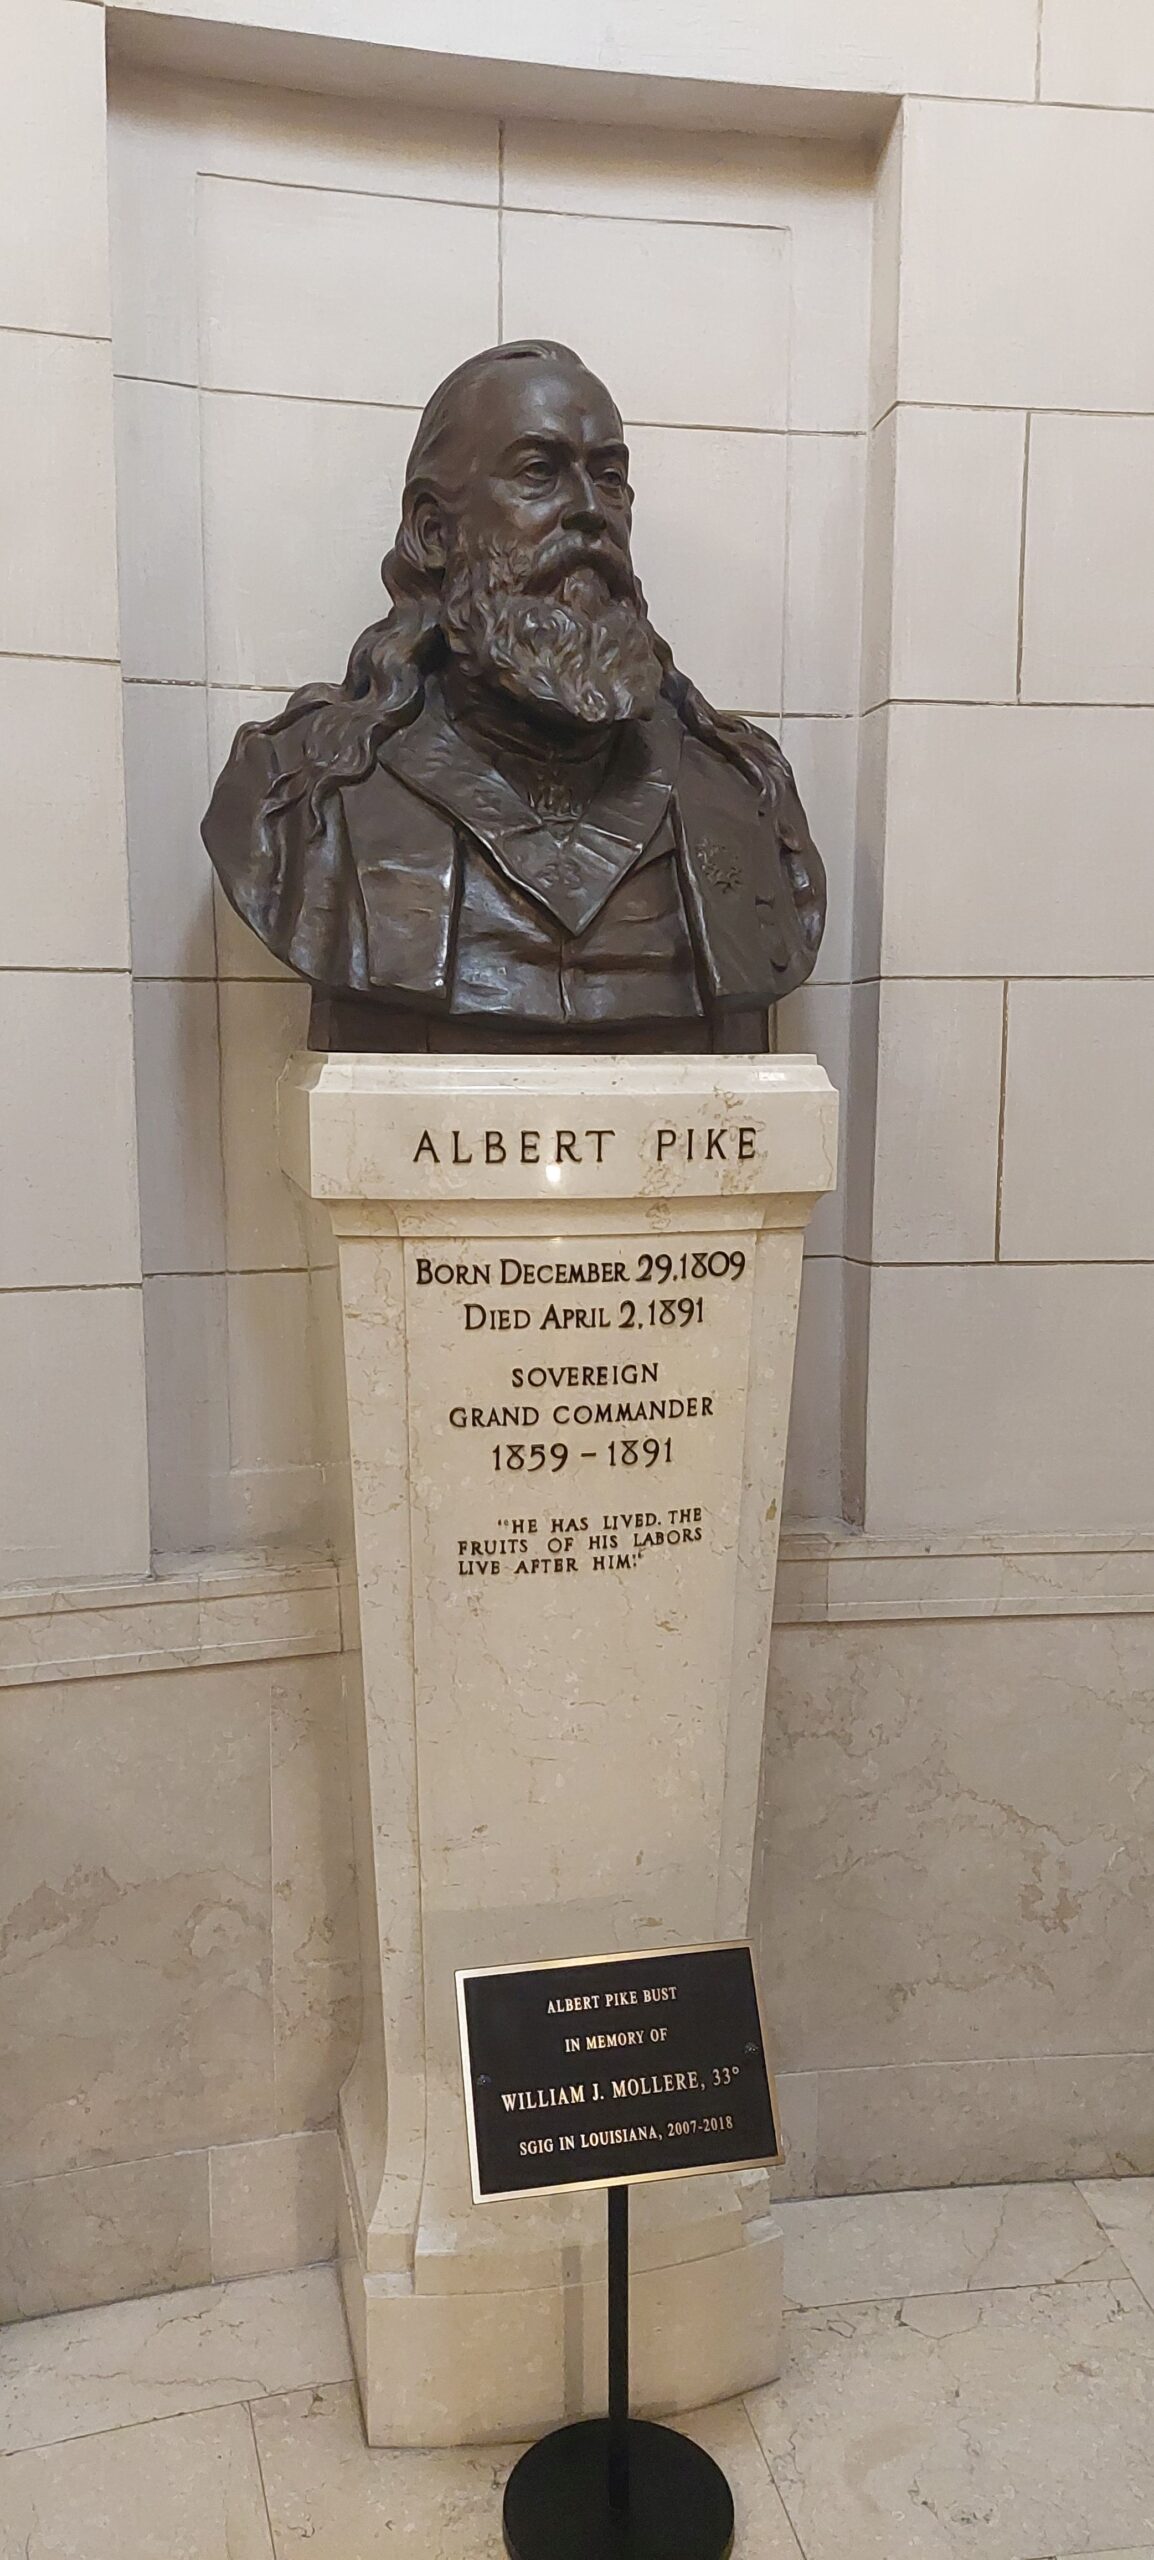 ALBERT PIKE
BORN DECEMBER 29, 1809
DIED APRIL 2, 1891
SOVEREIGN
GRAND COMMANDER
1859 - 1891
"HE HAS LIVED. THE
FRUITS OF HIS LABORS
LIVE AFTER HIM."
ALBERT PIKE BUST
IN MEMORY OF
WILLIAM J. MOLLERE, 33°
SGIG IN LOUISIANA, 2007-2018